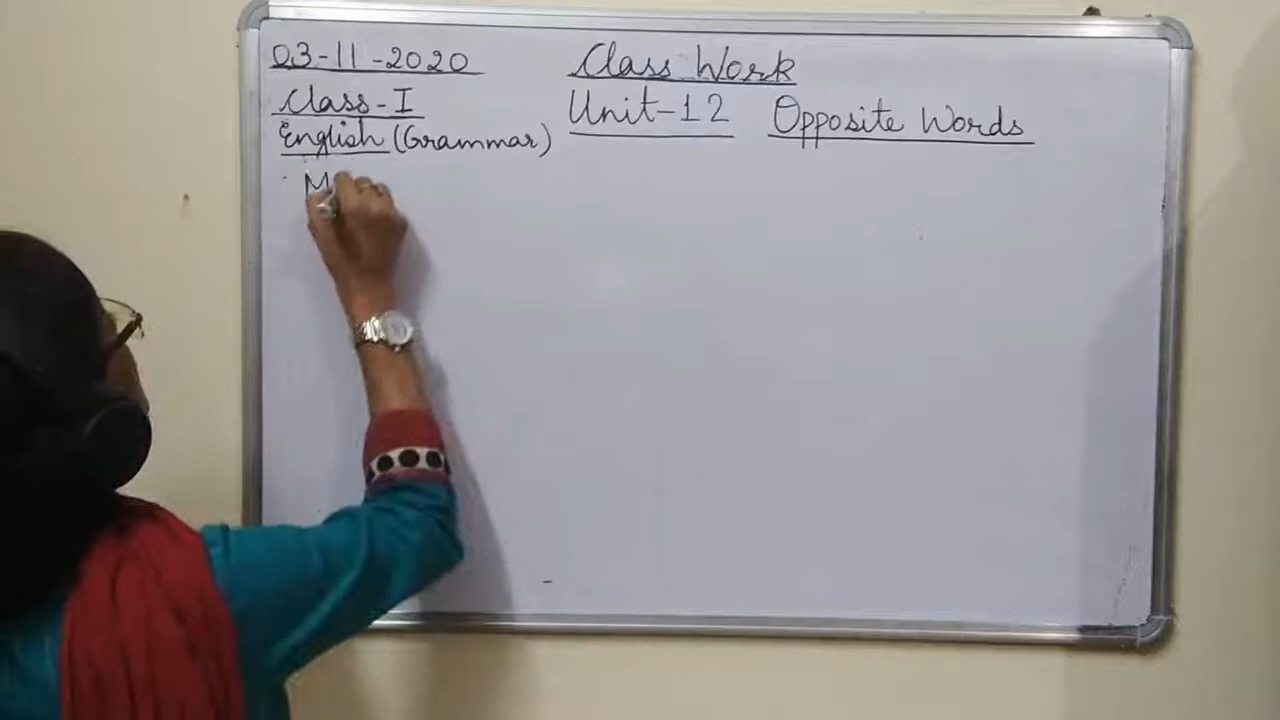 03-11-2020 Class Work
Class-I Unit-12 Opposite Words
English (Grammar)
M